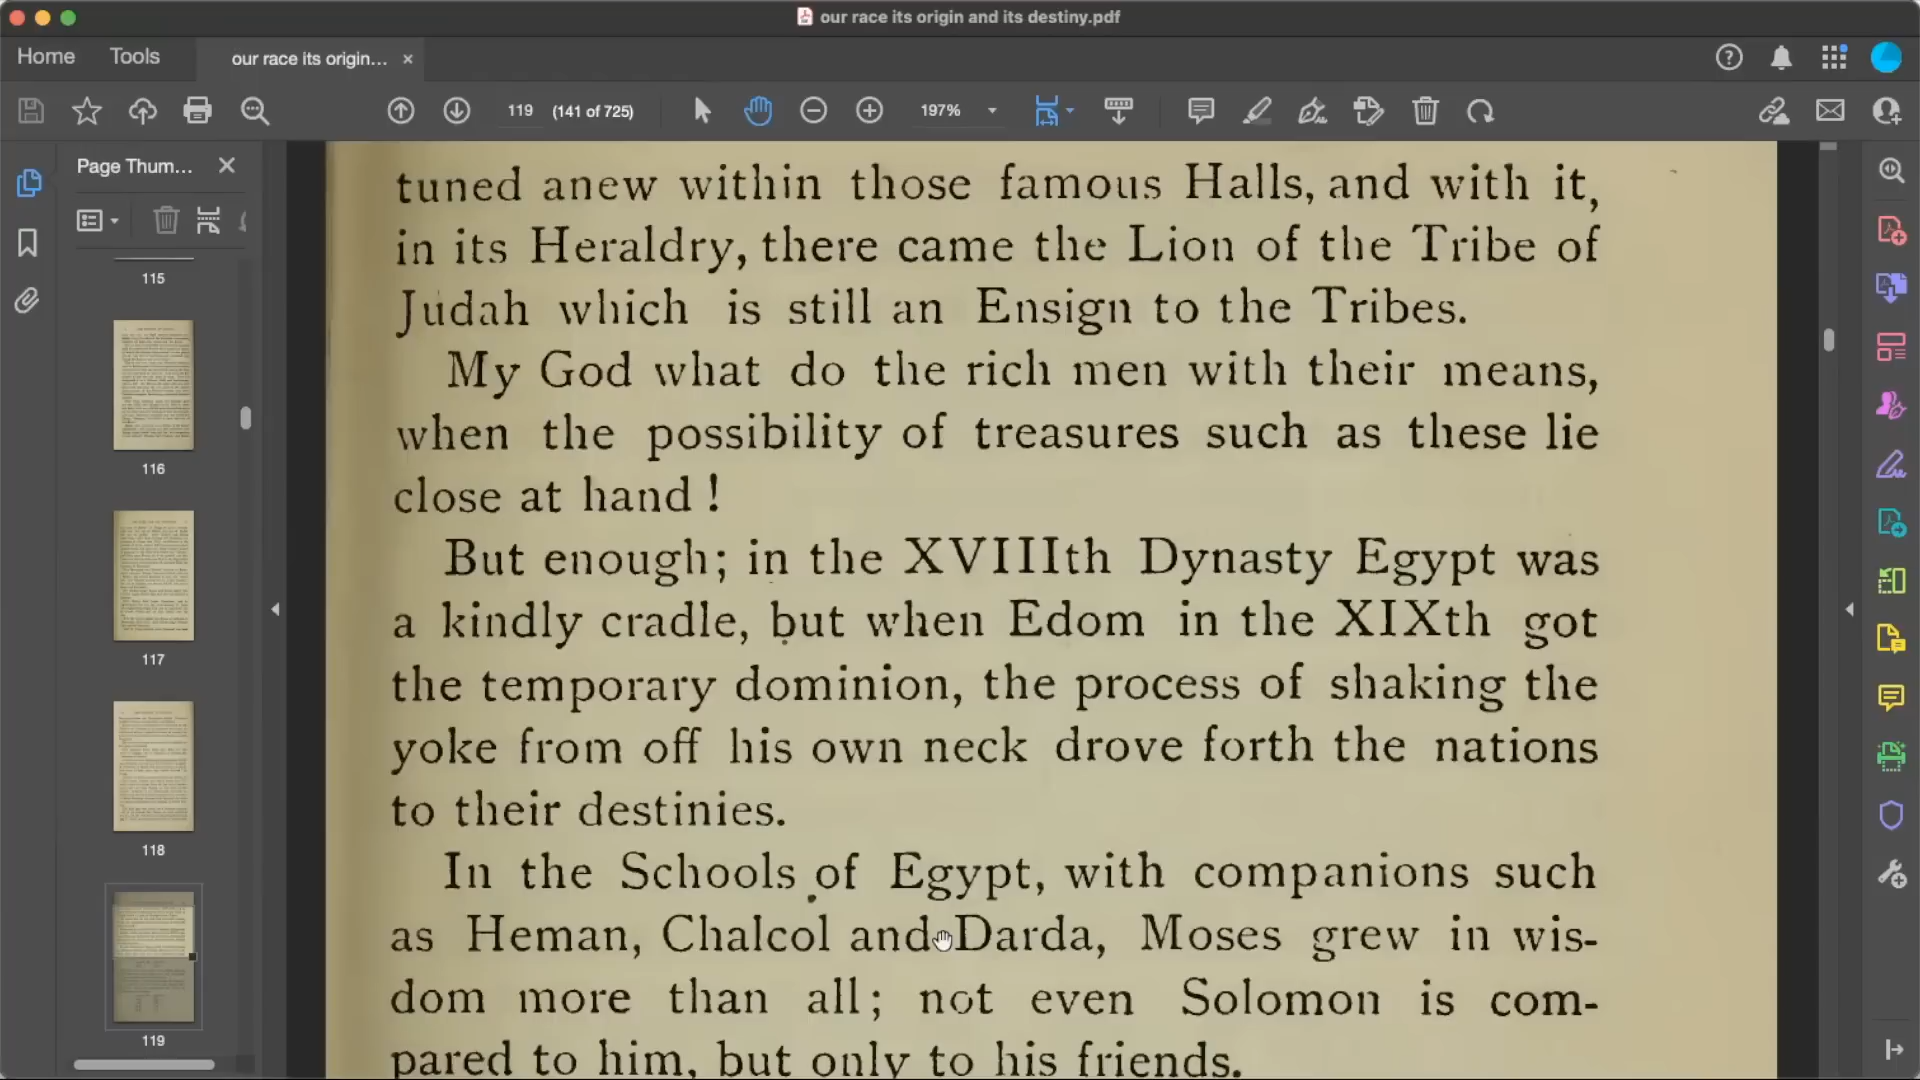 our race its origin and its destiny.pdf
Home
Tools
our race its origin...
119
(141 of 725)
197%
Page Thum...
115
116
117
118
119
tuned anew within those famous Halls, and with it,
in its Heraldry, there came the Lion of the Tribe of
Judah which is still an Ensign to the Tribes.
My God what do the rich men with their means,
when the possibility of treasures such as these lie
close at hand !
But enough; in the XVIIIth Dynasty Egypt was
a kindly cradle, but when Edom in the XIXth got
the temporary dominion, the process of shaking the
yoke from off his own neck drove forth the nations
to their destinies.
In the Schools of Egypt, with companions such
as Heman, Chalcol and Darda, Moses grew in wis-
dom more than all; not even Solomon is com-
pared to him, but only to his friends.